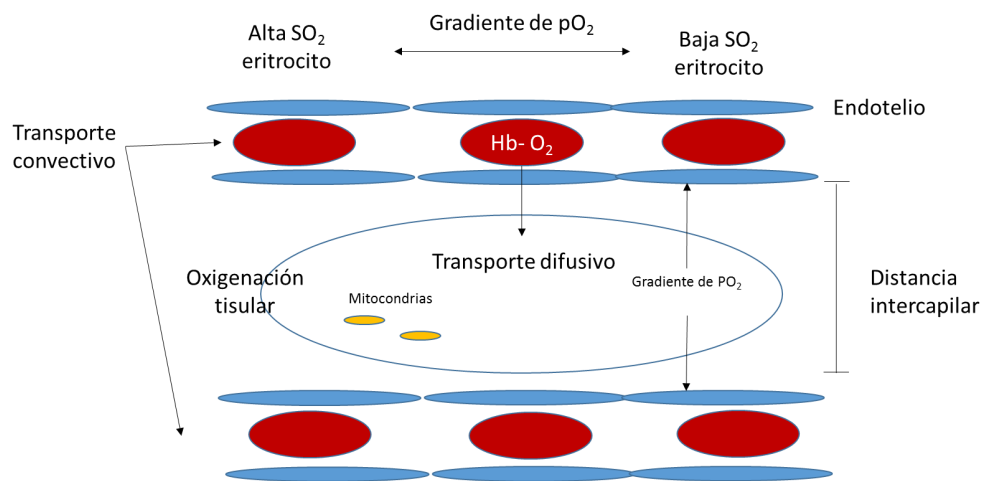 Gradiente de pO2
Alta SO2
eritrocito
Baja SO2
eritrocito
Endotelio
Transporte
convectivo
Hb- O2
Transporte difusivo
Oxigenación
tisular
Gradiente de PO2
Mitocondrias
Distancia
intercapilar